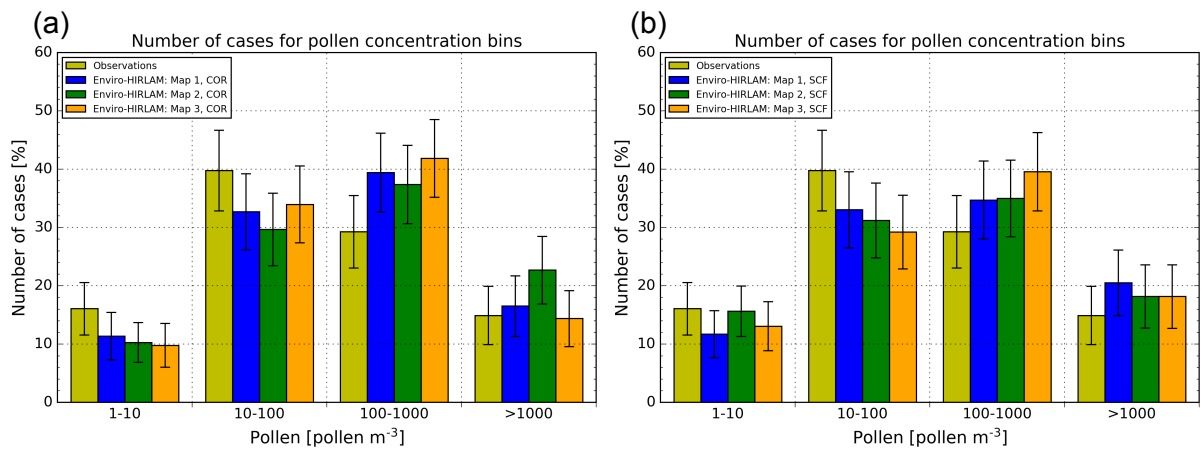 (a)
Number of cases for pollen concentration bins
Number of cases [%]
60
50
40
30
20
10
0
Observations
Enviro-HIRLAM: Map 1, COR
Enviro-HIRLAM: Map 2, COR
Enviro-HIRLAM: Map 3, COR
1-10
10-100
100-1000
>1000
Pollen [pollen m⁻³]
(b)
Number of cases for pollen concentration bins
Number of cases [%]
60
50
40
30
20
10
0
Observations
Enviro-HIRLAM: Map 1, SCF
Enviro-HIRLAM: Map 2, SCF
Enviro-HIRLAM: Map 3, SCF
1-10
10-100
100-1000
>1000
Pollen [pollen m⁻³]